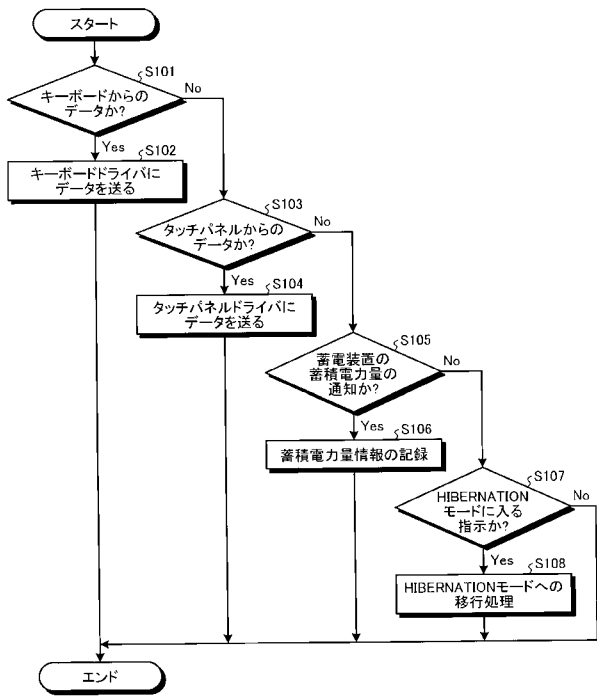 スタート
S101
キーボードからの
データか?
No
Yes
S102
キーボードドライバに
データを送る
S103
タッチパネルからの
データか?
No
Yes
S104
タッチパネルドライバに
データを送る
S105
蓄電装置の
蓄積電力量の
通知か?
No
Yes
S106
蓄積電力量情報の記録
S107
HIBERNATION
モードに入る
指示か?
No
Yes
S108
HIBERNATIONモードへの
移行処理
エンド